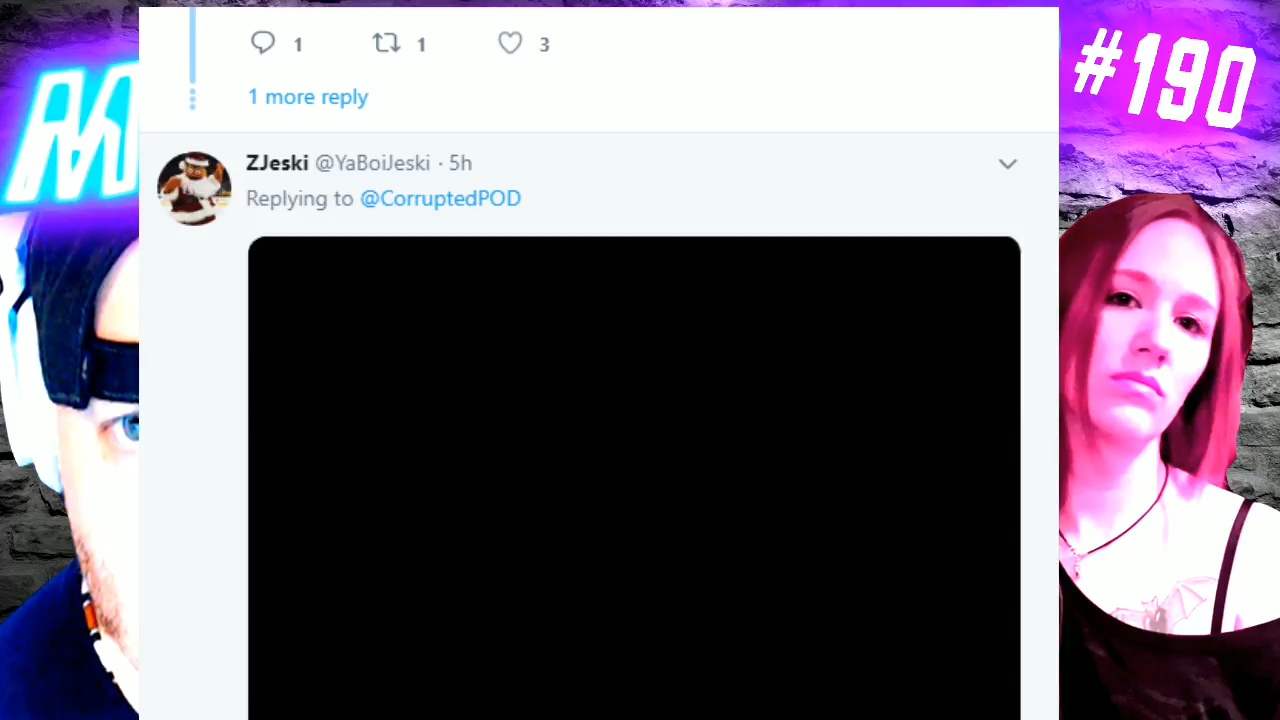 1 1 3
1 more reply
ZJeski @YaBoiJeski · 5h
Replying to @CorruptedPOD
#190